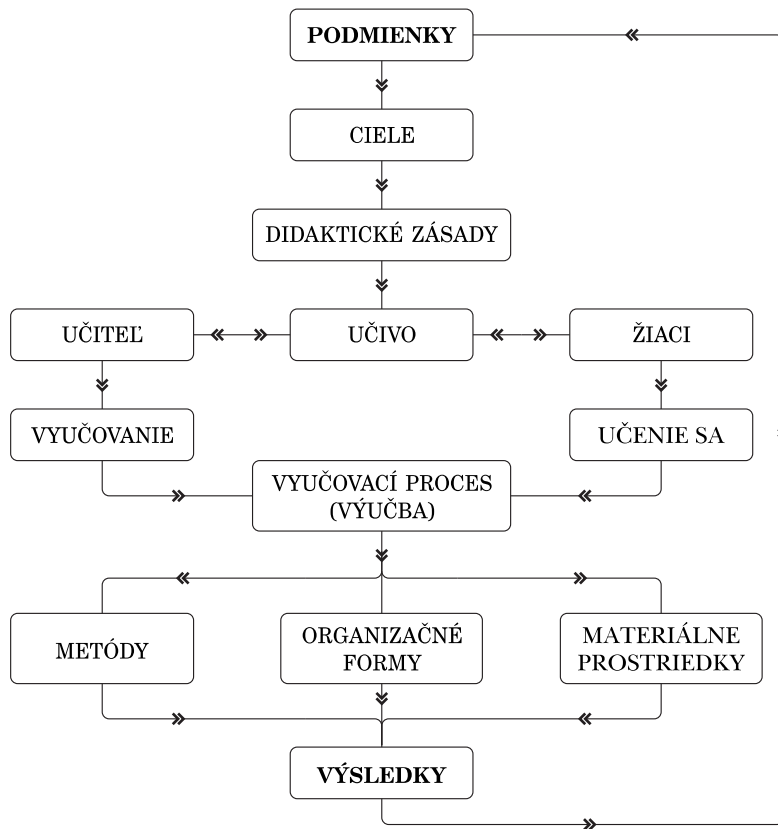 PODMIENKY
CIELE
DIDAKTICKÉ ZÁSADY
UČITEĽ
UČIVO
ŽIACI
VYUČOVANIE
UČENIE SA
VYUČOVACÍ PROCES
(VÝUČBA)
METÓDY
ORGANIZAČNÉ
FORMY
MATERIÁLNE
PROSTRIEDKY
VÝSLEDKY